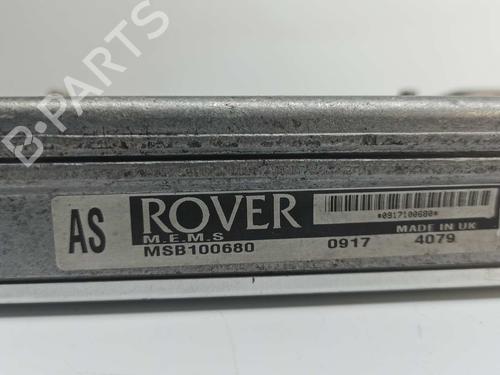 B-PARTS
AS
ROVER
M.E.M.S
MSB100680
*0917100680*
MADE IN UK
0917 4079